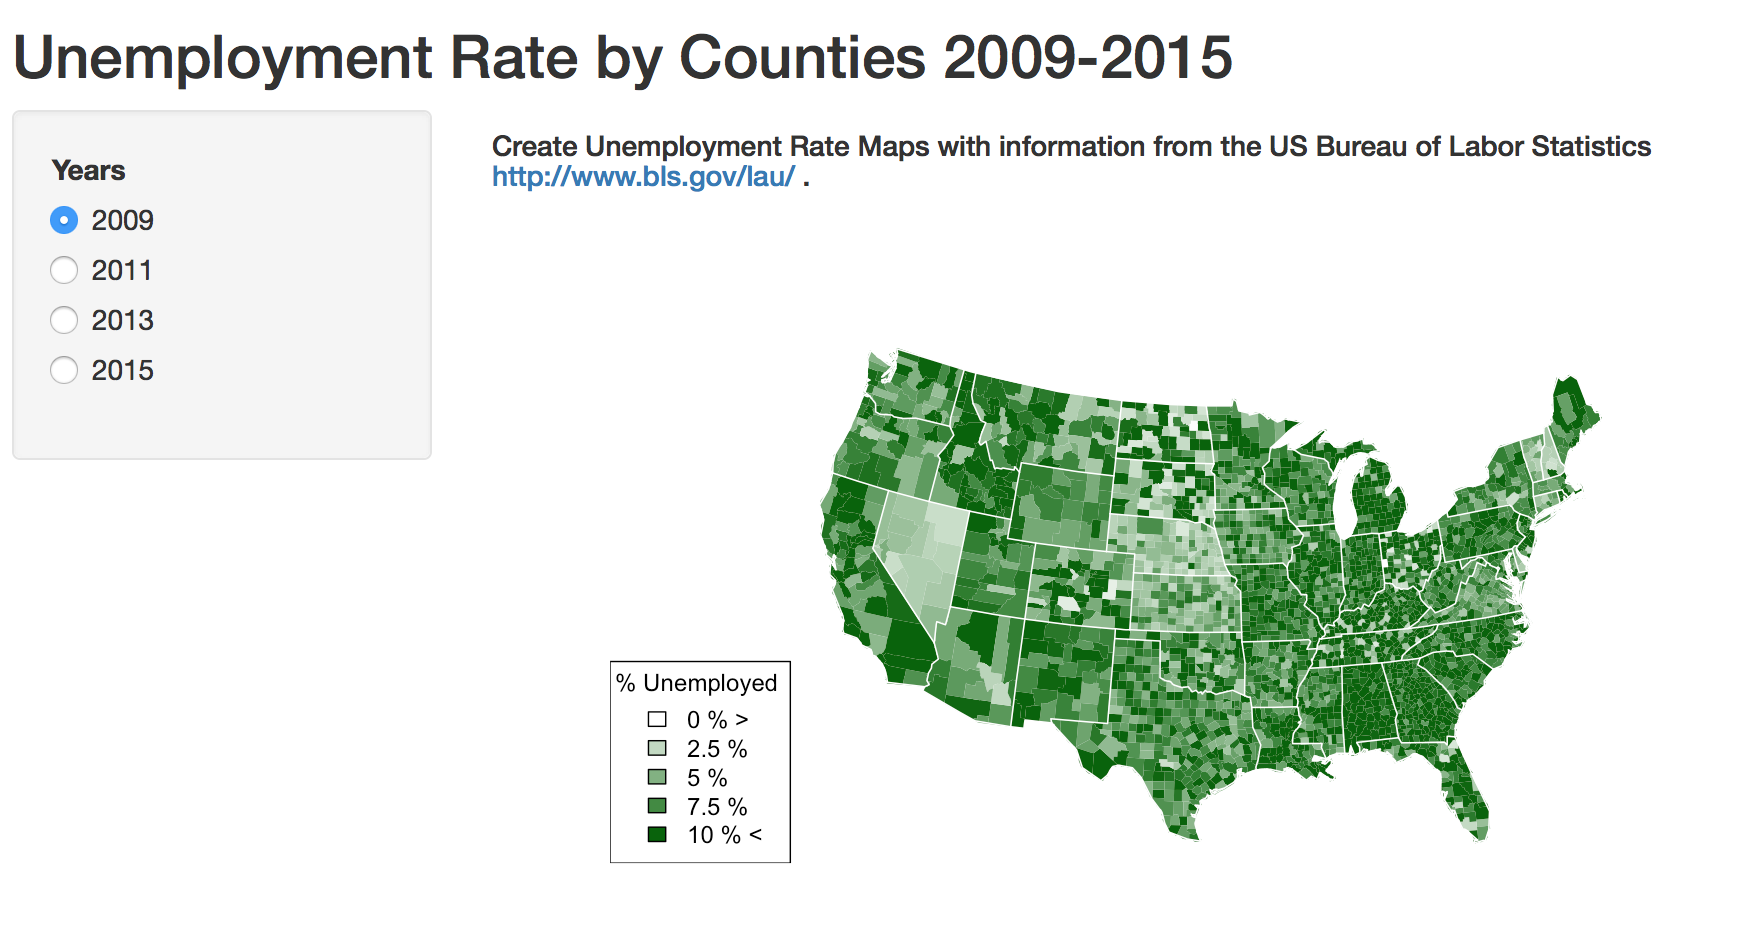 Unemployment Rate by Counties 2009-2015
Years
2009
2011
2013
2015
Create Unemployment Rate Maps with information from the US Bureau of Labor Statistics
http://www.bls.gov/lau/ .
% Unemployed
0 % >
2.5 %
5 %
7.5 %
10 % <